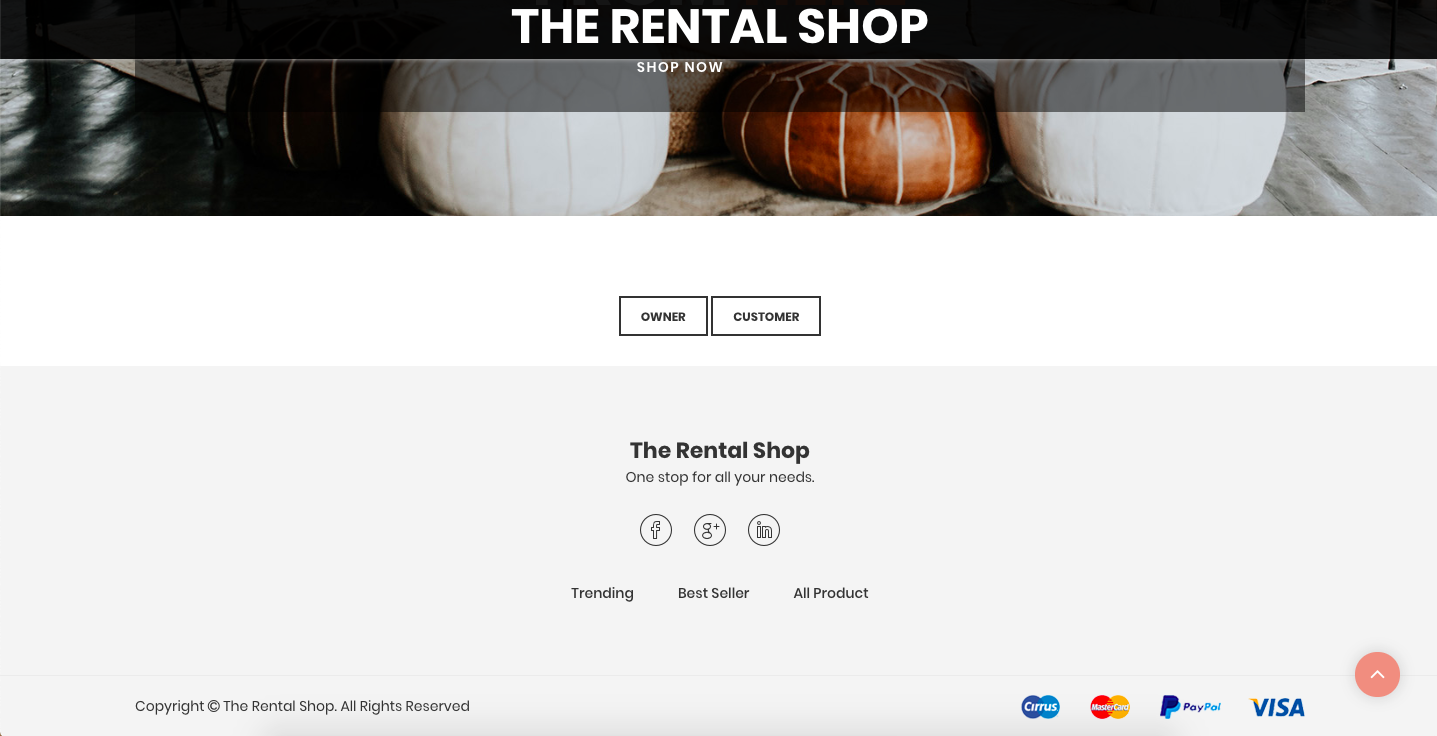 THE RENTAL SHOP
SHOP NOW
OWNER CUSTOMER
The Rental Shop
One stop for all your needs.
f g+ in
Trending Best Seller All Product
Copyright © The Rental Shop. All Rights Reserved
Cirrus MasterCard PayPal VISA